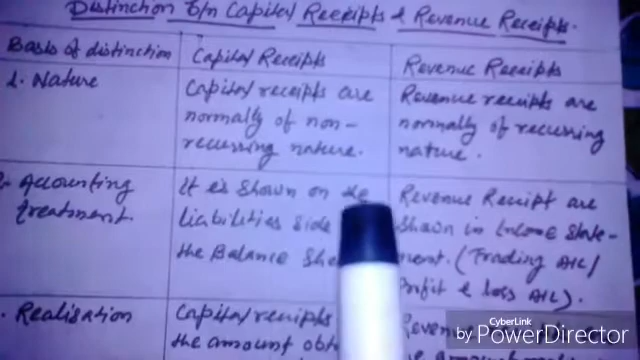 Distinction b/n Capital Receipts & Revenue Receipts.
Basis of distinction Capital Receipts Revenue Receipts
1. Nature Capital receipts are Revenue receipts are
normally of non- normally of recurring
recurring nature. nature.
2. Accounting It is shown on the Revenue Receipt are
treatment liabilities side shown in Income State-
the Balance She ment. (Trading A/C/
Profit & loss A/C).
. Realisation Capital receipts Revenue
the amount obt
CyberLink
by PowerDirector